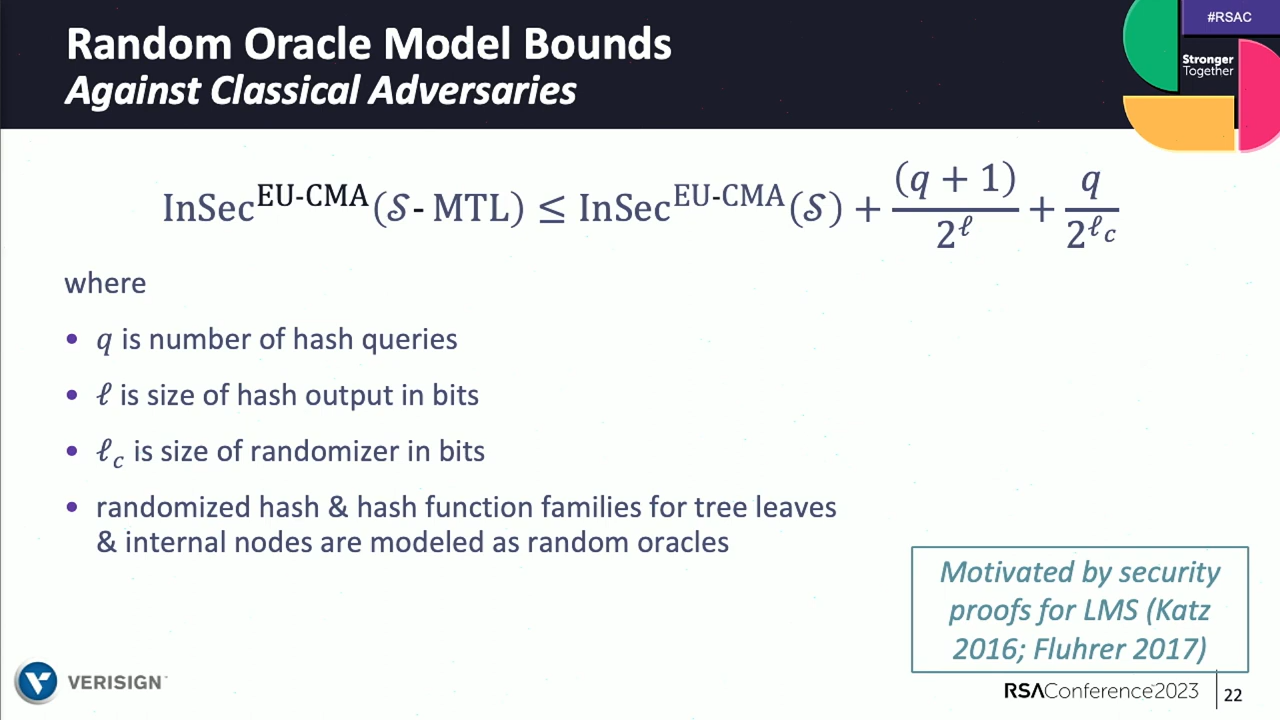 #RSAC
Random Oracle Model Bounds
Against Classical Adversaries
Stronger
Together
InSec^EU-CMA(𝒮-MTL) ≤ InSec^EU-CMA(𝒮) + (q + 1)/2^ℓ + q/2^ℓ_c
where
• q is number of hash queries
• ℓ is size of hash output in bits
• ℓ_c is size of randomizer in bits
• randomized hash & hash function families for tree leaves
& internal nodes are modeled as random oracles
Motivated by security
proofs for LMS (Katz
2016; Fluhrer 2017)
VERISIGN
RSAConference™2023
22